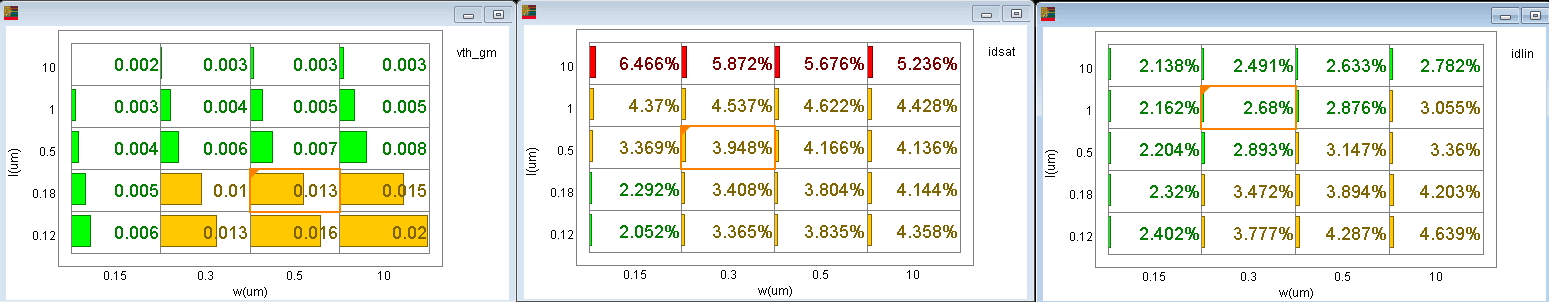 vth_gm
10 0.002 0.003 0.003 0.003
1 0.003 0.004 0.005 0.005
0.5 0.004 0.006 0.007 0.008
0.18 0.005 0.01 0.013 0.015
0.12 0.006 0.013 0.016 0.02
0.15 0.3 0.5 10
l(um)
w(um)
idsat
10 6.466% 5.872% 5.676% 5.236%
1 4.37% 4.537% 4.622% 4.428%
0.5 3.369% 3.948% 4.166% 4.136%
0.18 2.292% 3.408% 3.804% 4.144%
0.12 2.052% 3.365% 3.835% 4.358%
0.15 0.3 0.5 10
l(um)
w(um)
idlin
10 2.138% 2.491% 2.633% 2.782%
1 2.162% 2.68% 2.876% 3.055%
0.5 2.204% 2.893% 3.147% 3.36%
0.18 2.32% 3.472% 3.894% 4.203%
0.12 2.402% 3.777% 4.287% 4.639%
0.15 0.3 0.5 10
l(um)
w(um)